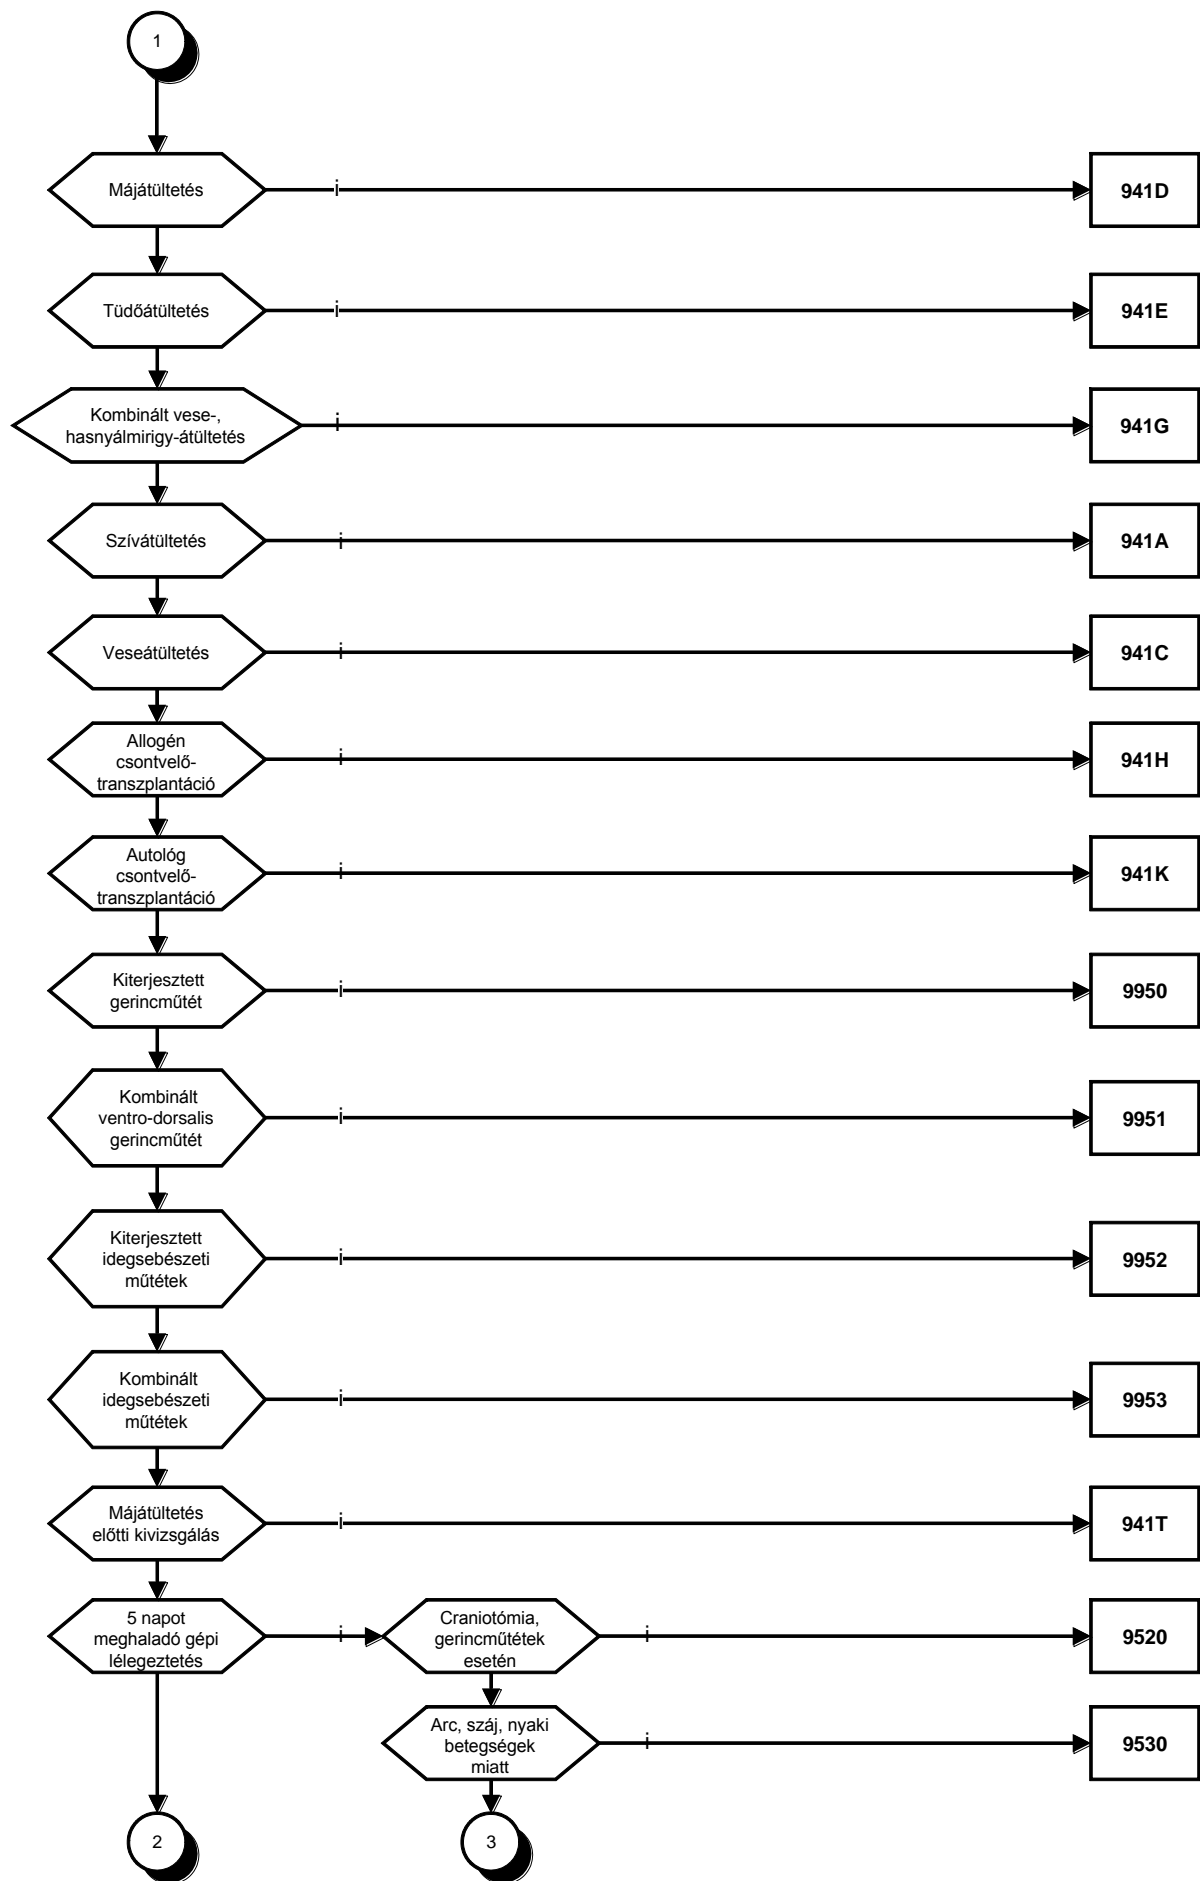 1
Májátültetés
i
941D
Tüdőátültetés
i
941E
Kombinált vese-,
hasnyálmirigy-átültetés
i
941G
Szívátültetés
i
941A
Veseátültetés
i
941C
Allogén
csontvelő-
transzplantáció
i
941H
Autológ
csontvelő-
transzplantáció
i
941K
Kiterjesztett
gerincműtét
i
9950
Kombinált
ventro-dorsalis
gerincműtét
i
9951
Kiterjesztett
idegsebészeti
műtétek
i
9952
Kombinált
idegsebészeti
műtétek
i
9953
Májátültetés
előtti kivizsgálás
i
941T
5 napot
meghaladó gépi
lélegeztetés
i
Craniotómia,
gerincműtétek
esetén
i
9520
Arc, száj, nyaki
betegségek
miatt
i
9530
2
3